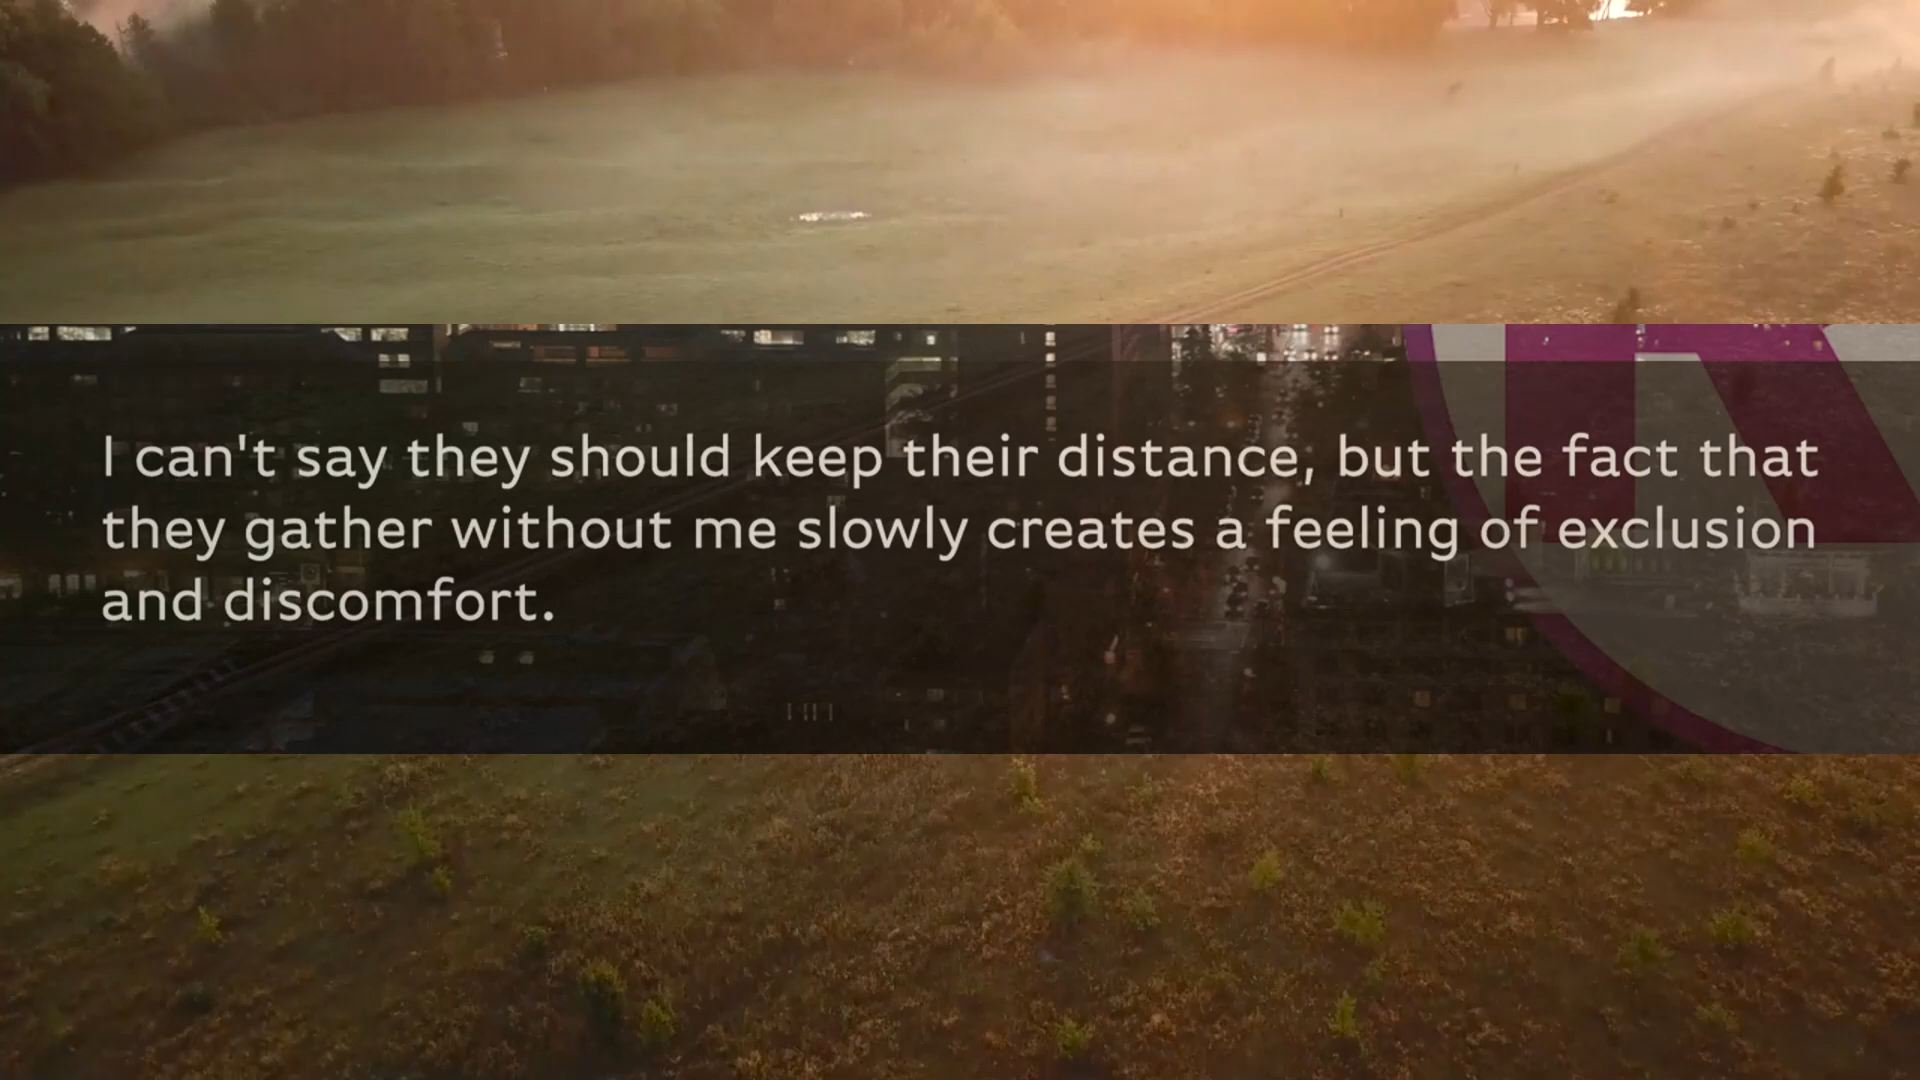 I can't say they should keep their distance, but the fact that
they gather without me slowly creates a feeling of exclusion
and discomfort.